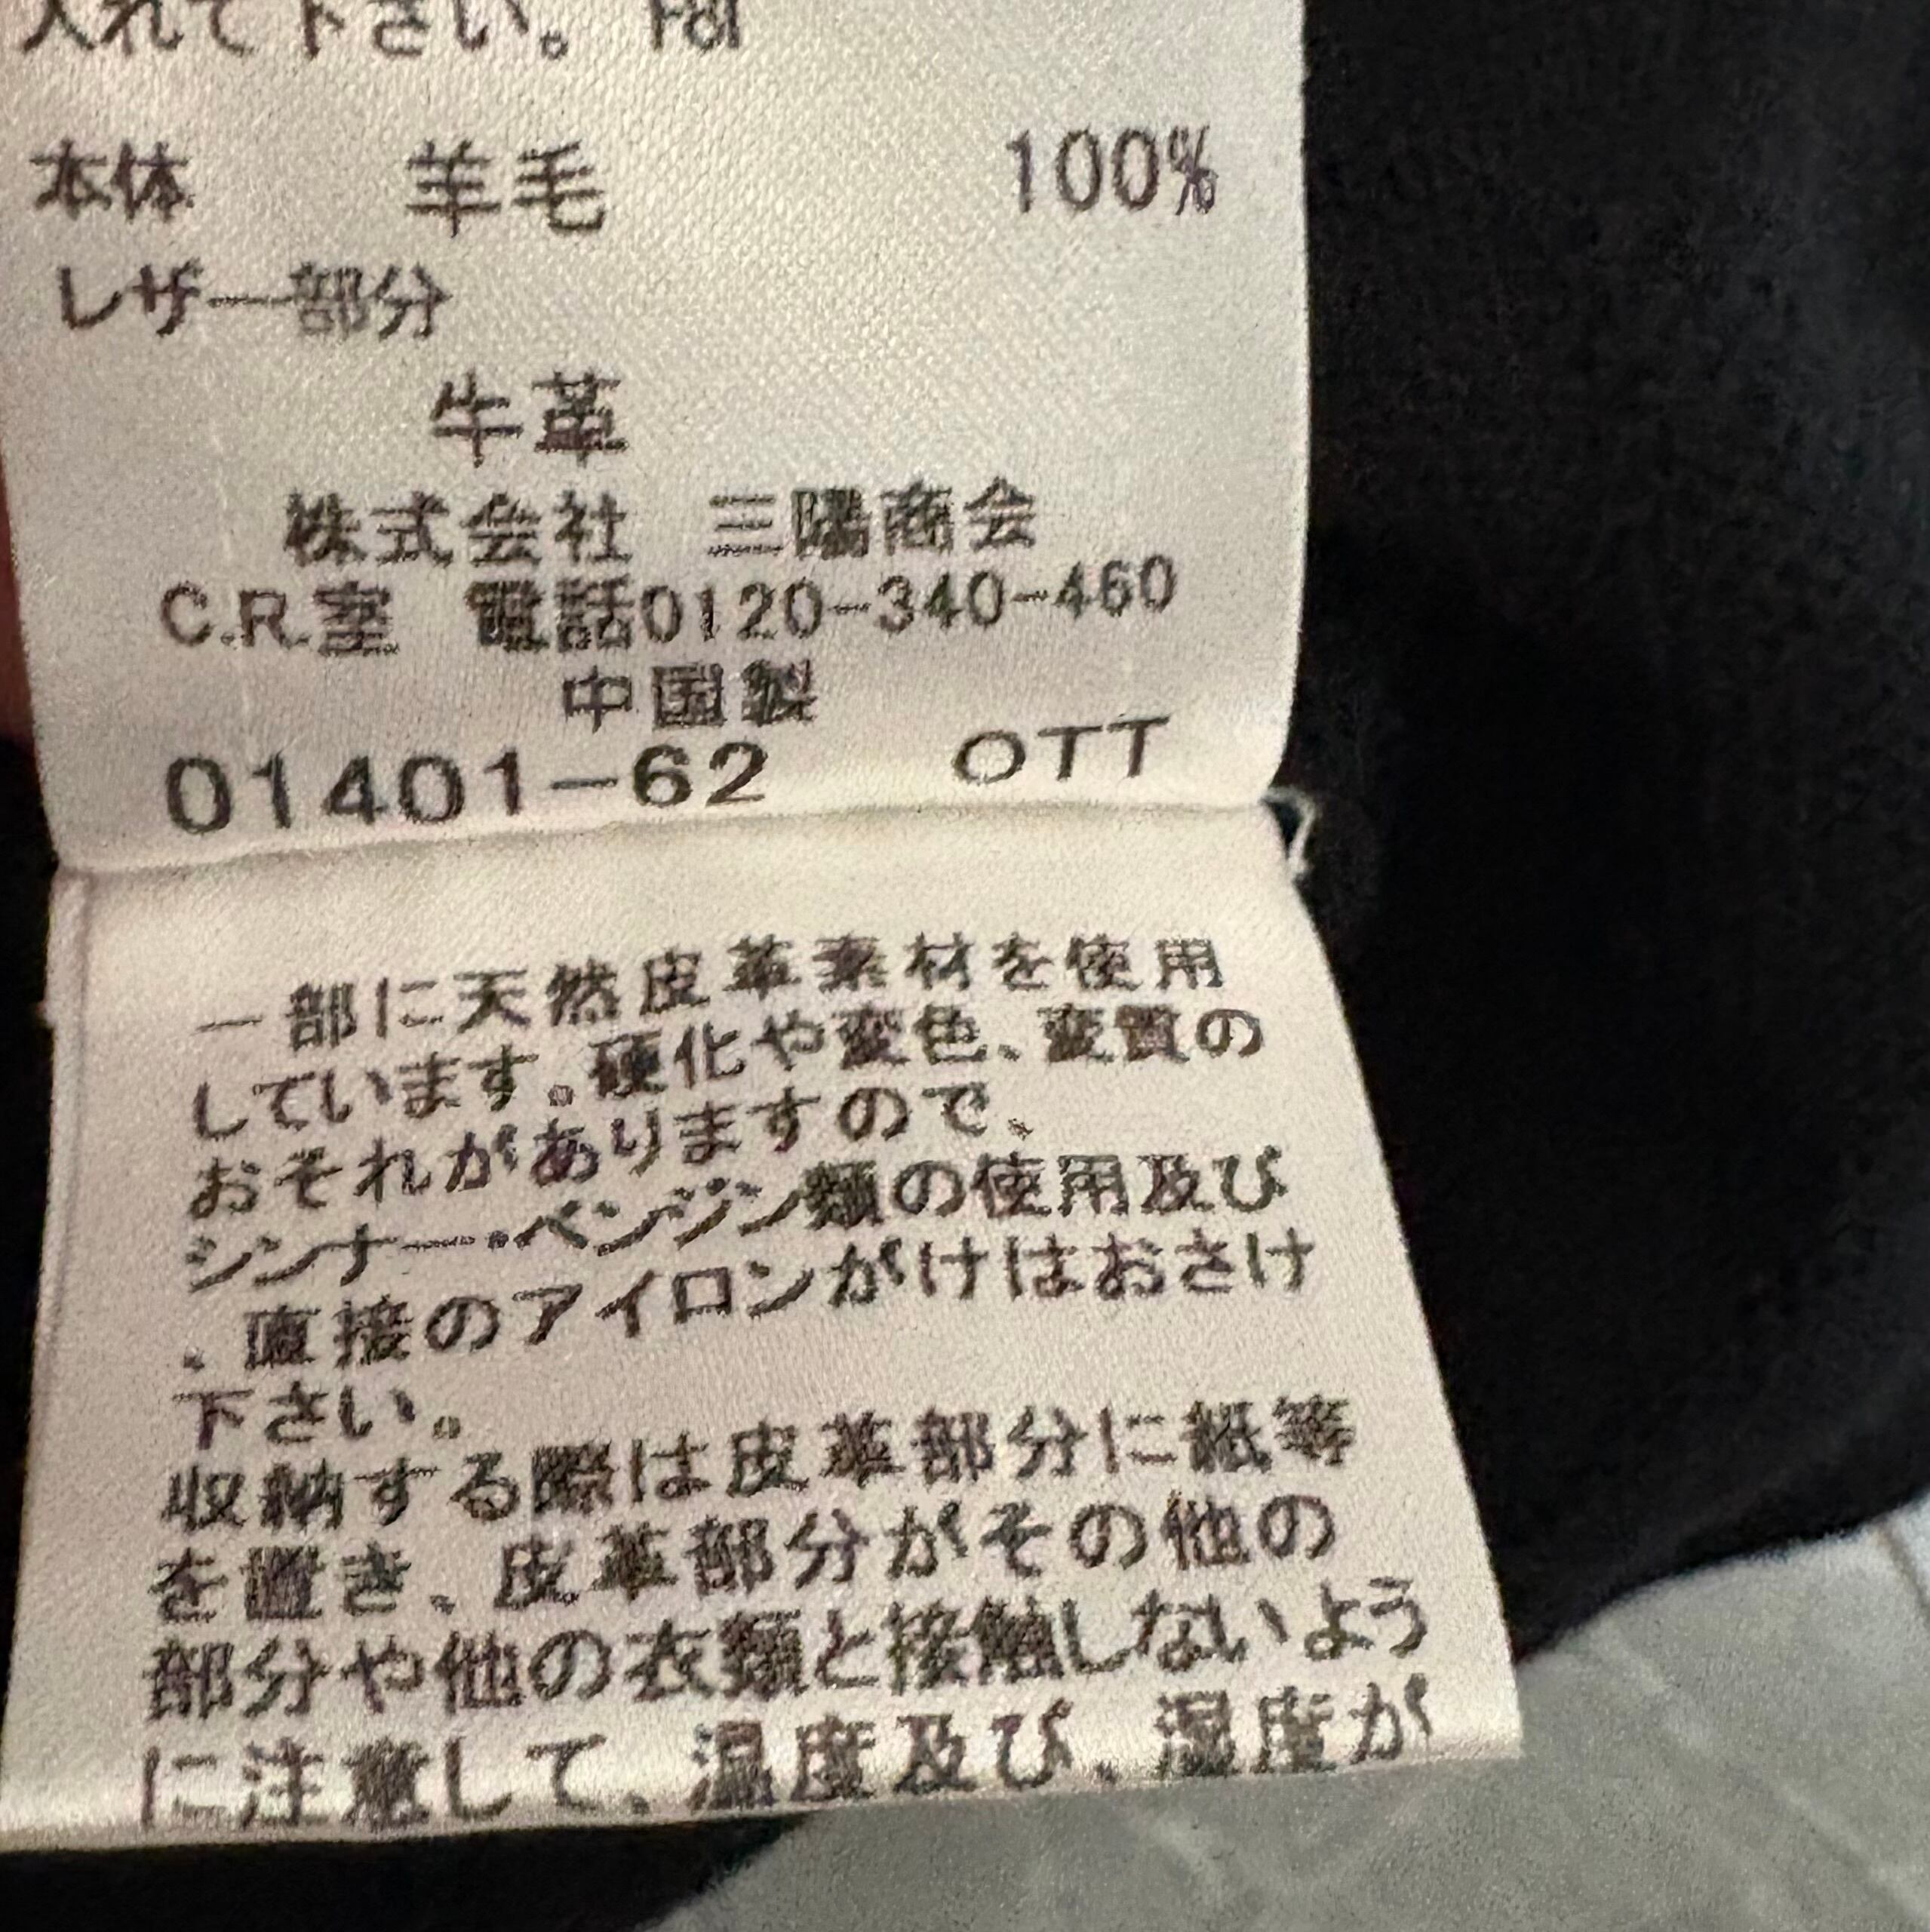 入れて下さい。
本体 羊毛 100%
レザー部分
牛革
株式会社 三陽商会
C.R.室 電話0120-340-460
中国製
01401-62 OTT
一部に天然皮革素材を使用
しています。硬化や変色、変質の
おそれがありますので、
シンナー・ベンジン類の使用及び
、直接のアイロンがけはおさけ
下さい。
収納する際は皮革部分に紙等
を置き、皮革部分がその他の
部分や他の衣類と接触しないよう
に注意して、温度及び、湿度が